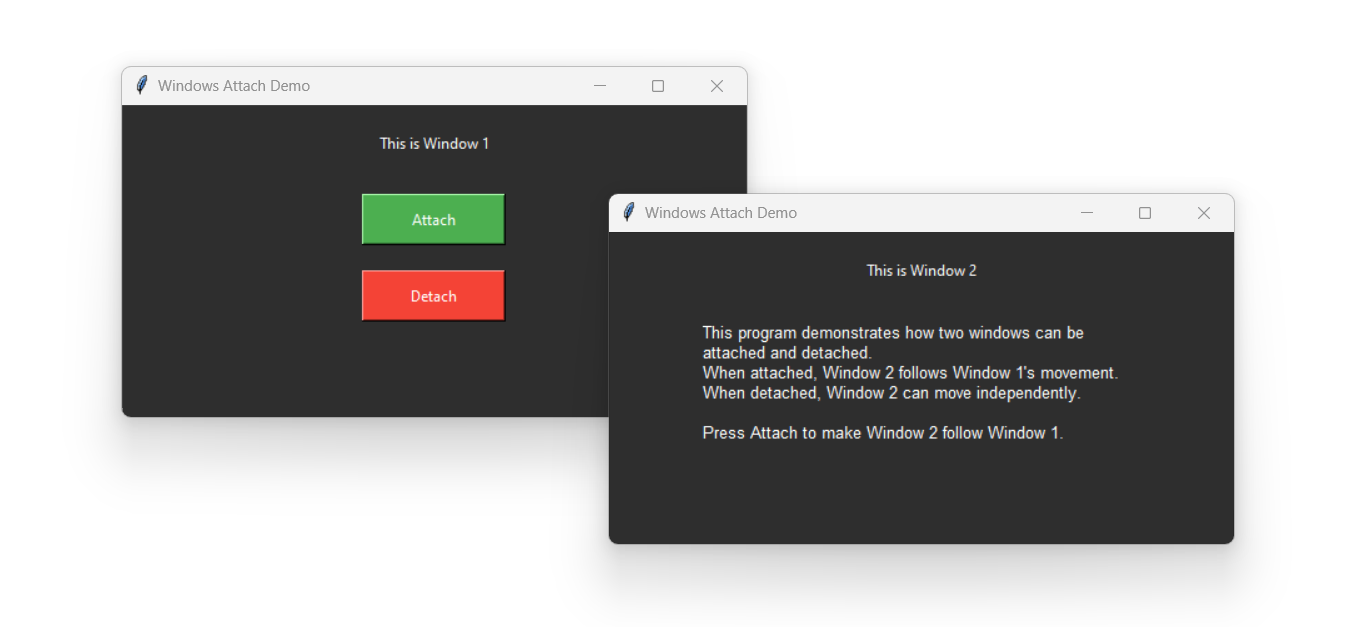 Windows Attach Demo
This is Window 1
Attach
Detach
Windows Attach Demo
This is Window 2
This program demonstrates how two windows can be
attached and detached.
When attached, Window 2 follows Window 1's movement.
When detached, Window 2 can move independently.
Press Attach to make Window 2 follow Window 1.